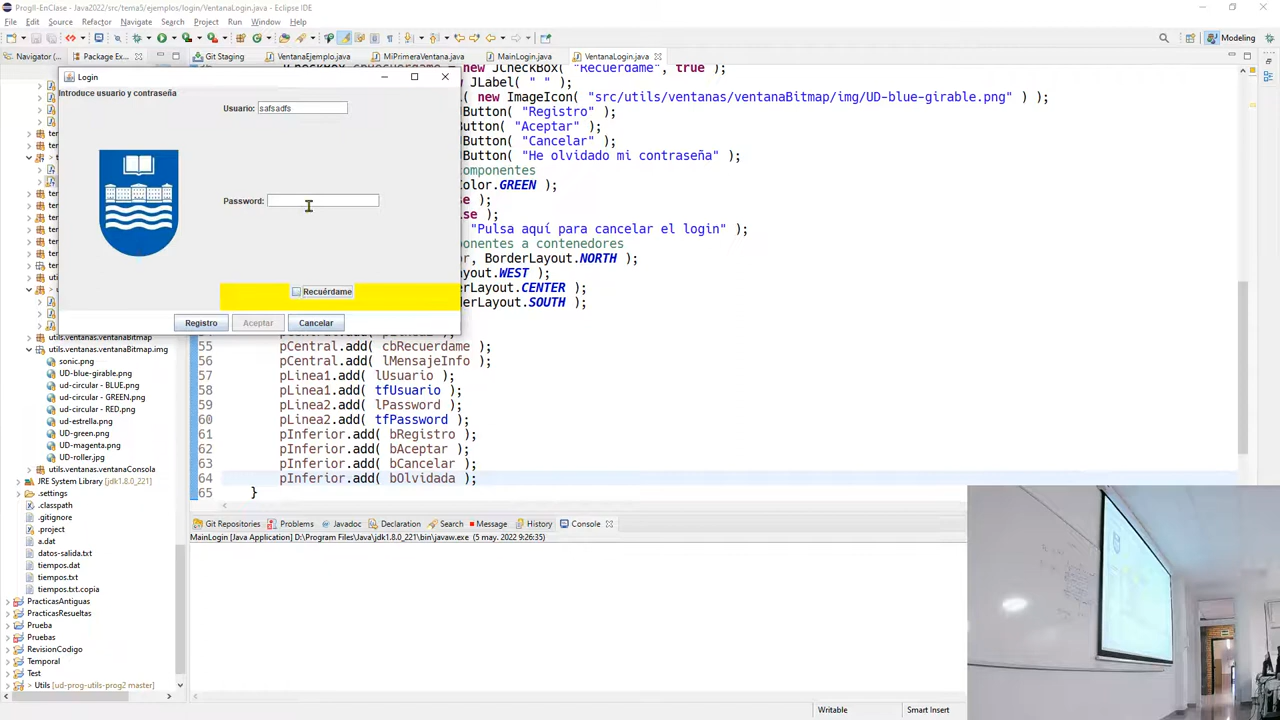 ProgII-EnClase - Java2022/src/tema5/ejemplos/login/VentanaLogin.java - Eclipse IDE
File Edit Source Refactor Navigate Search Project Run Window Help
Modeling
Navigator (... Package Ex... Git Staging VentanaEjemplo.java MiPrimeraVentana.java MainLogin.java VentanaLogin.java
Login
Introduce usuario y contraseña
Usuario: safsadfs
Password:
Recuérdame
Registro Aceptar Cancelar
= new JCheckBox( "Recuérdame", true );
JLabel( " " );
( new ImageIcon( "src/utils/ventanas/ventanaBitmap/img/UD-blue-girable.png" ) );
Button( "Registro" );
Button( "Aceptar" );
Button( "Cancelar" );
Button( "He olvidado mi contraseña" );
omponentes
olor.GREEN );
se );
lse );
"Pulsa aquí para cancelar el login" );
ponentes a contenedores
or, BorderLayout.NORTH );
Layout.WEST );
rLayout.CENTER );
rLayout.SOUTH );
55 pCentral.add( cbRecuerdame );
56 pCentral.add( lMensajeInfo );
57 pLinea1.add( lUsuario );
58 pLinea1.add( tfUsuario );
59 pLinea2.add( lPassword );
60 pLinea2.add( tfPassword );
61 pInferior.add( bRegistro );
62 pInferior.add( bAceptar );
63 pInferior.add( bCancelar );
64 pInferior.add( bOlvidada );
65 }
utils.ventanas.ventanaBitmap
utils.ventanas.ventanaBitmap.img
sonic.png
UD-blue-girable.png
ud-circular - BLUE.png
ud-circular - GREEN.png
ud-circular - RED.png
ud-estrella.png
UD-green.png
UD-magenta.png
UD-roller.jpg
utils.ventanas.ventanaConsola
JRE System Library [jdk1.8.0_221]
.settings
.classpath
.gitignore
.project
a.dat
datos-salida.txt
tiempos.dat
tiempos.txt
tiempos.txt.copia
PracticasAntiguas
PracticasResueltas
Prueba
Pruebas
RevisionCodigo
Temporal
Test
> Utils [ud-prog-utils-prog2 master]
Git Repositories Problems Javadoc Declaration Search Message History Console
MainLogin [Java Application] D:\Program Files\Java\jdk1.8.0_221\bin\javaw.exe (5 may. 2022 9:26:35)
Writable Smart Insert